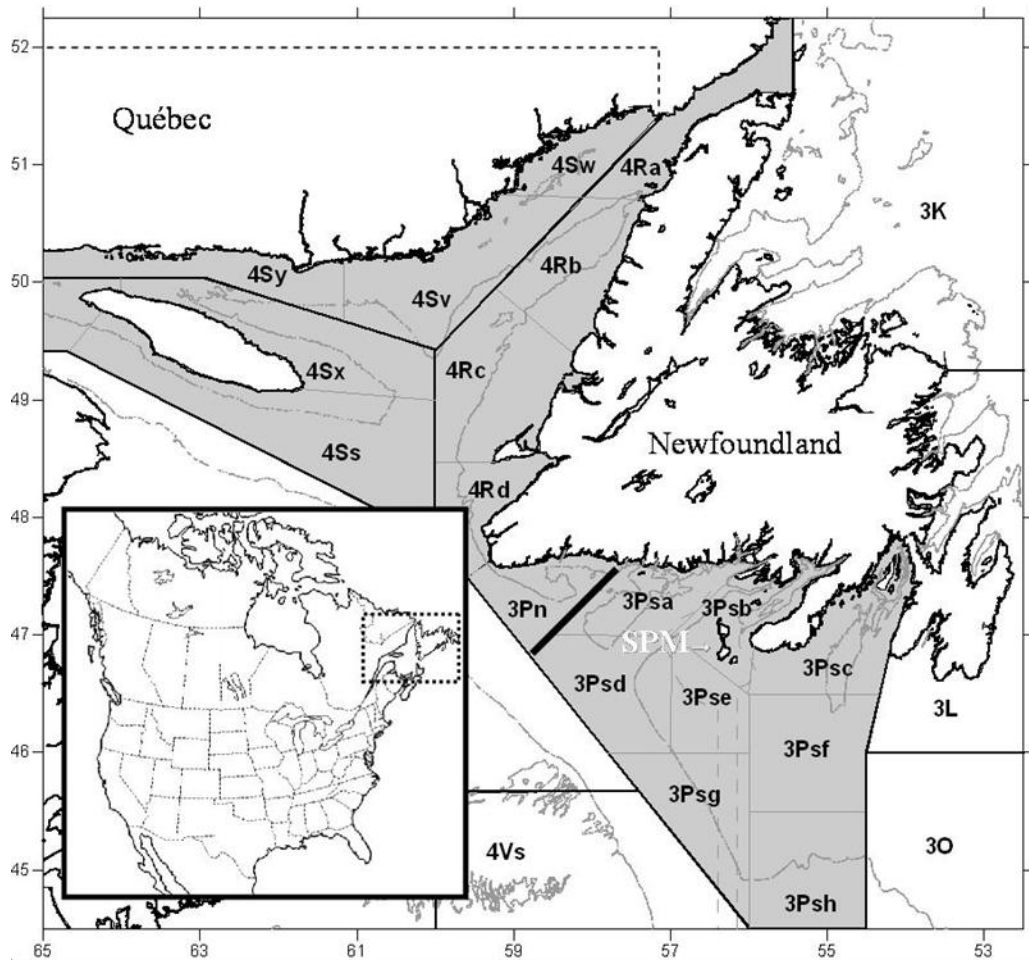 52
Québec
51
4Sw
4Ra
3K
4Rb
50
4Sy
4Sv
4Sx
4Rc
49
4Ss
Newfoundland
4Rd
48
3Pn
3Psa
3Psb
47
SPM→
3Psc
3Psd
3Pse
3L
46
3Psf
3Psg
4Vs
3O
45
3Psh
65
63
61
59
57
55
53